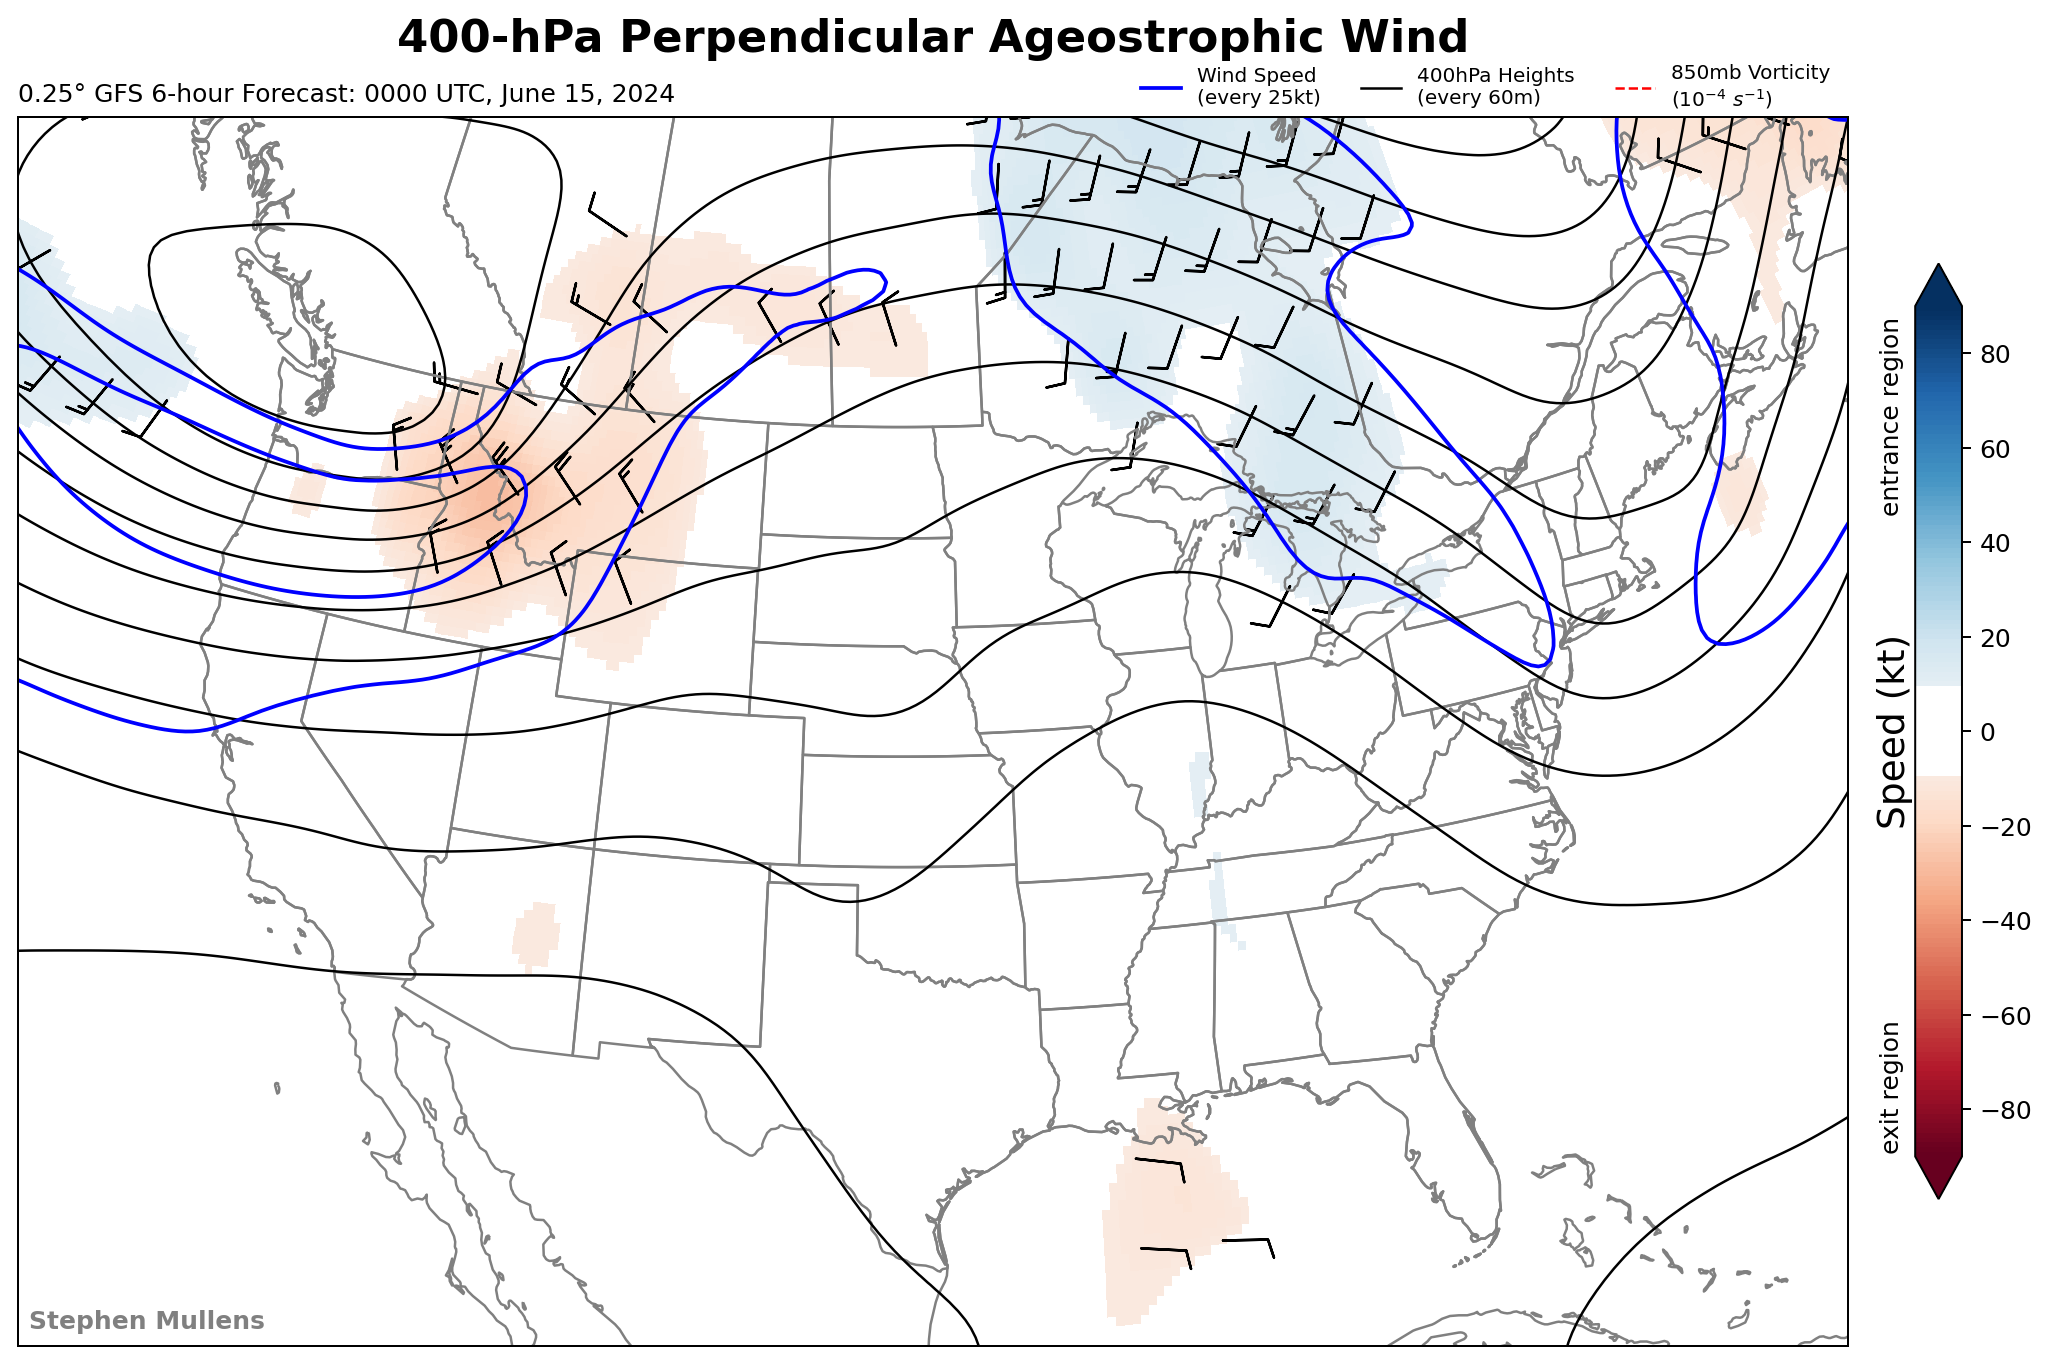 400-hPa Perpendicular Ageostrophic Wind
0.25° GFS 6-hour Forecast: 0000 UTC, June 15, 2024
Wind Speed
(every 25kt)
400hPa Heights
(every 60m)
850mb Vorticity
(10⁻⁴ s⁻¹)
entrance region
Speed (kt)
exit region
80
60
40
20
0
−20
−40
−60
−80
Stephen Mullens